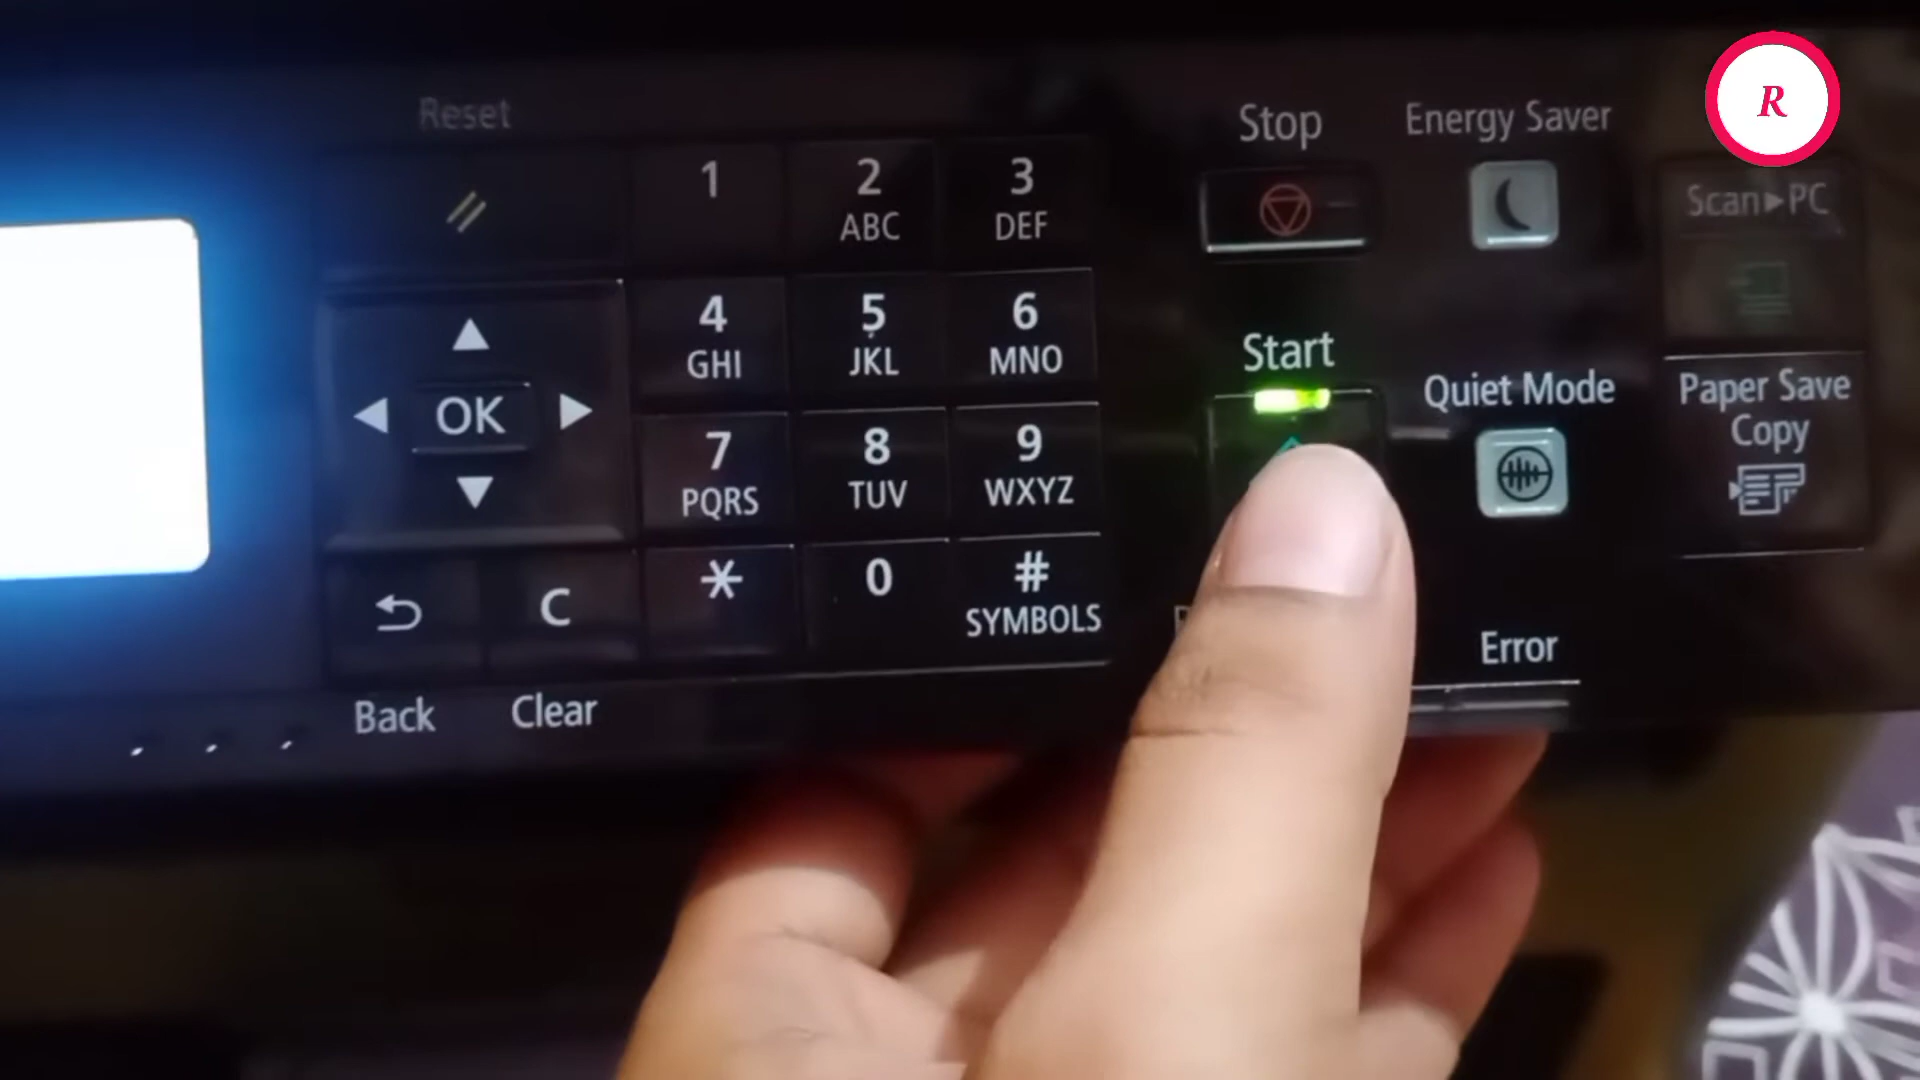 R
Reset
Stop
Energy Saver
1
2
ABC
3
DEF
Scan▶PC
4
GHI
5
JKL
6
MNO
Start
Quiet Mode
Paper Save
Copy
OK
7
PQRS
8
TUV
9
WXYZ
C
*
0
#
SYMBOLS
Error
Back
Clear